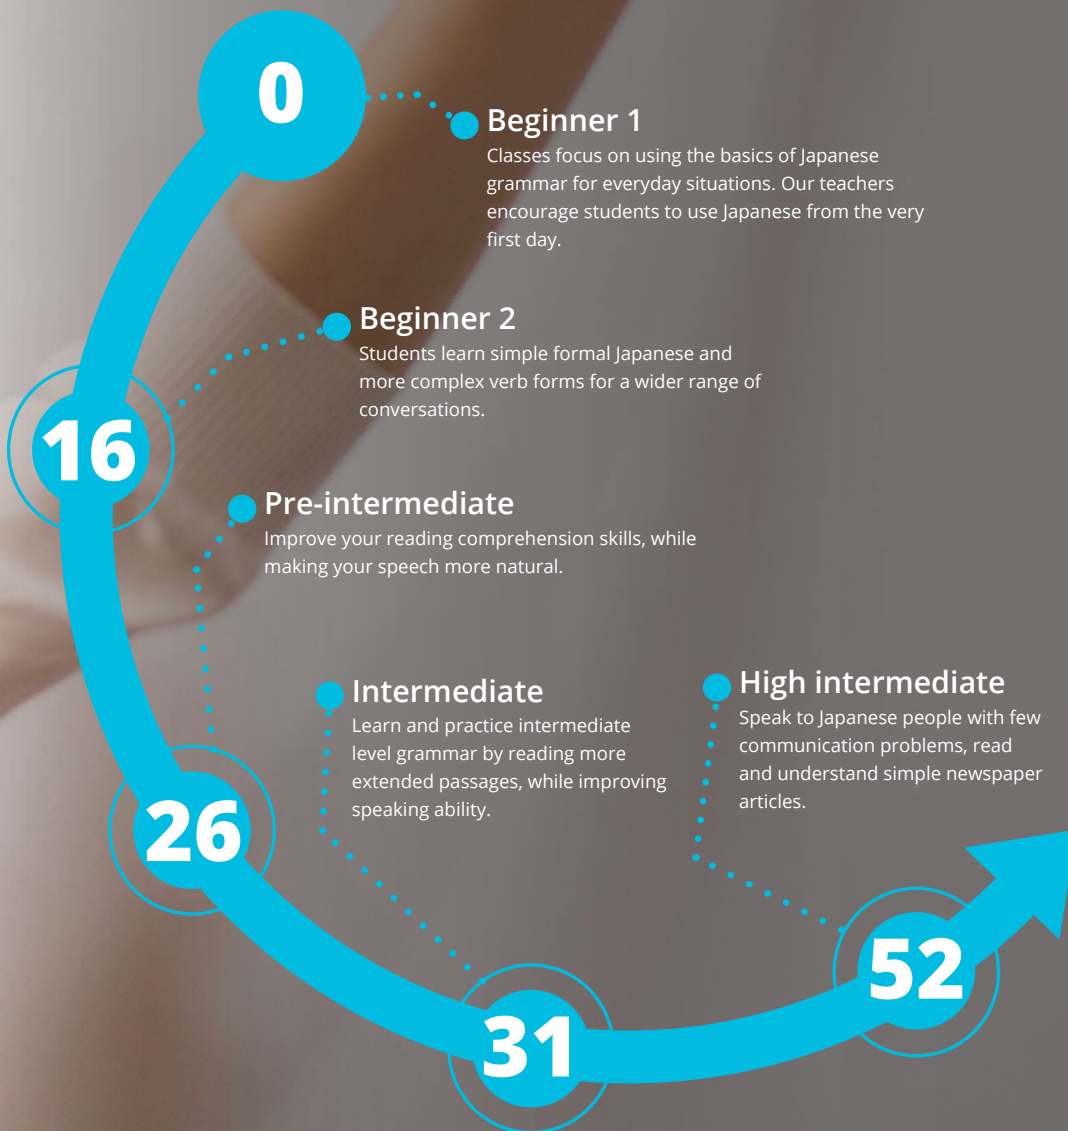 0
Beginner 1
Classes focus on using the basics of Japanese
grammar for everyday situations. Our teachers
encourage students to use Japanese from the very
first day.
16
Beginner 2
Students learn simple formal Japanese and
more complex verb forms for a wider range of
conversations.
26
Pre-intermediate
Improve your reading comprehension skills, while
making your speech more natural.
31
Intermediate
Learn and practice intermediate
level grammar by reading more
extended passages, while improving
speaking ability.
52
High intermediate
Speak to Japanese people with few
communication problems, read
and understand simple newspaper
articles.